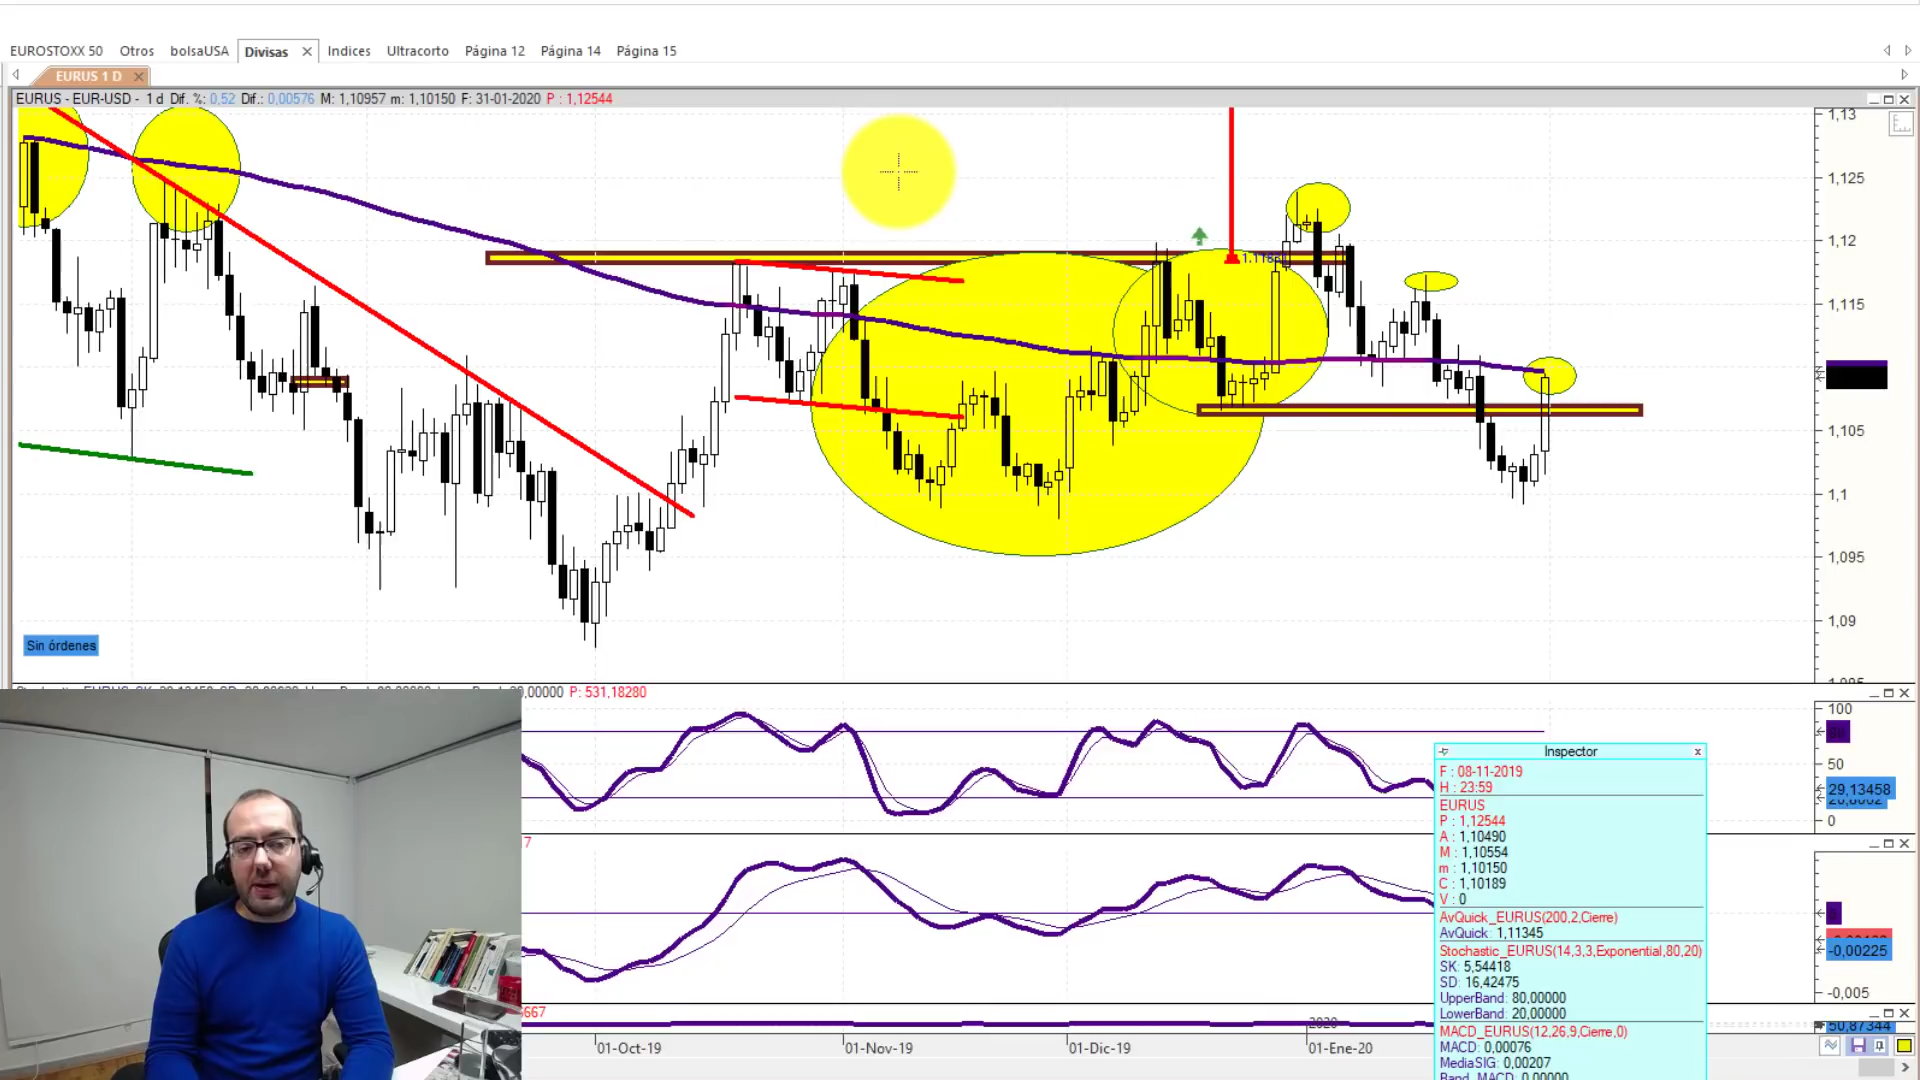 EUROSTOXX 50 Otros bolsaUSA Divisas Indices Ultracorto Página 12 Página 14 Página 15
EURUS 1 D
EURUS - EUR-USD - 1 d Dif. %: 0,52 Dif.: 0,00576 M: 1,10957 m: 1,10150 F: 31-01-2020 P : 1,12544
1,13
1,125
1,12
1,115
1,105
1,1
1,095
1,09
Sin órdenes
P: 531,18280
100
50
29,13458
0
Inspector
F : 08-11-2019
H : 23:59
EURUS
P : 1,12544
A : 1,10490
M : 1,10554
m : 1,10150
C : 1,10189
V : 0
AvQuick_EURUS(200,2,Cierre)
AvQuick: 1,11345
Stochastic_EURUS(14,3,3,Exponential,80,20)
SK: 5,54418
SD: 16,42475
UpperBand: 80,00000
LowerBand: 20,00000
MACD_EURUS(12,26,9,Cierre,0)
MACD: 0,00076
MediaSIG: 0,00207
-0,00225
-0,005
50,87344
2020
01-Oct-19 01-Nov-19 01-Dic-19 01-Ene-20